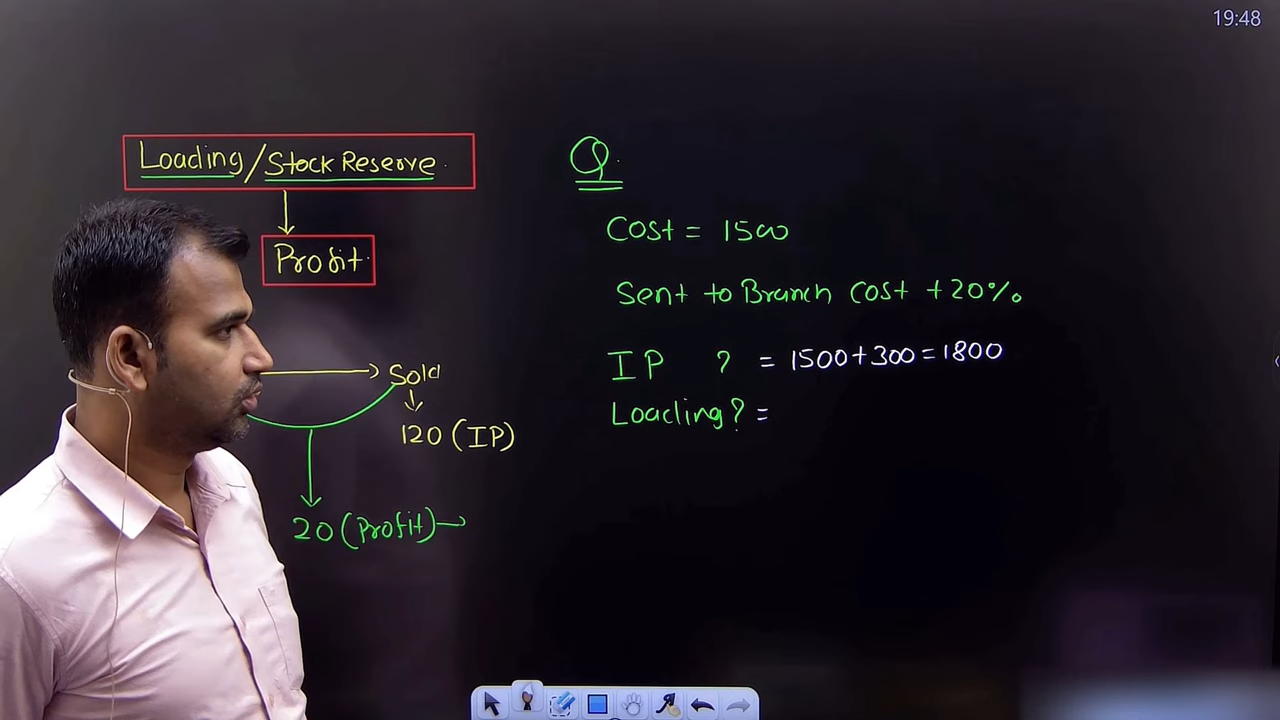 19:48
Loading/Stock Reserve
Profit
Sold
120 (IP)
20 (Profit)
Q
Cost = 1500
Sent to Branch Cost +20%
IP ? = 1500+300=1800
Loading? =